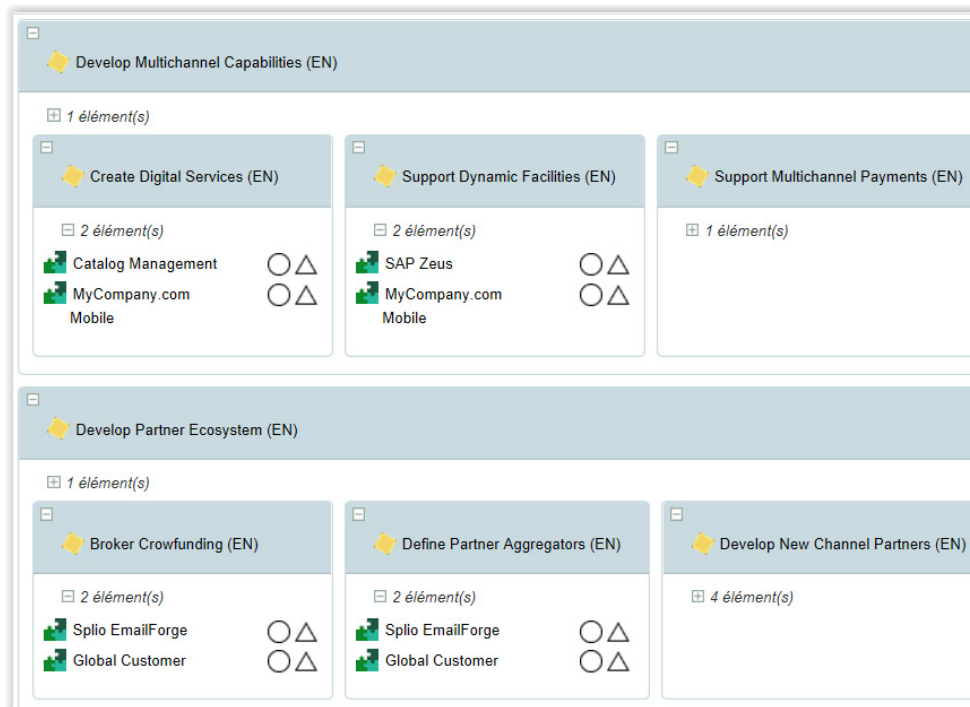 Develop Multichannel Capabilities (EN)
1 élément(s)
Create Digital Services (EN)
Support Dynamic Facilities (EN)
Support Multichannel Payments (EN)
2 élément(s)
2 élément(s)
1 élément(s)
Catalog Management
SAP Zeus
MyCompany.com
Mobile
MyCompany.com
Mobile
Develop Partner Ecosystem (EN)
1 élément(s)
Broker Crowfunding (EN)
Define Partner Aggregators (EN)
Develop New Channel Partners (EN)
2 élément(s)
2 élément(s)
4 élément(s)
Splio EmailForge
Splio EmailForge
Global Customer
Global Customer